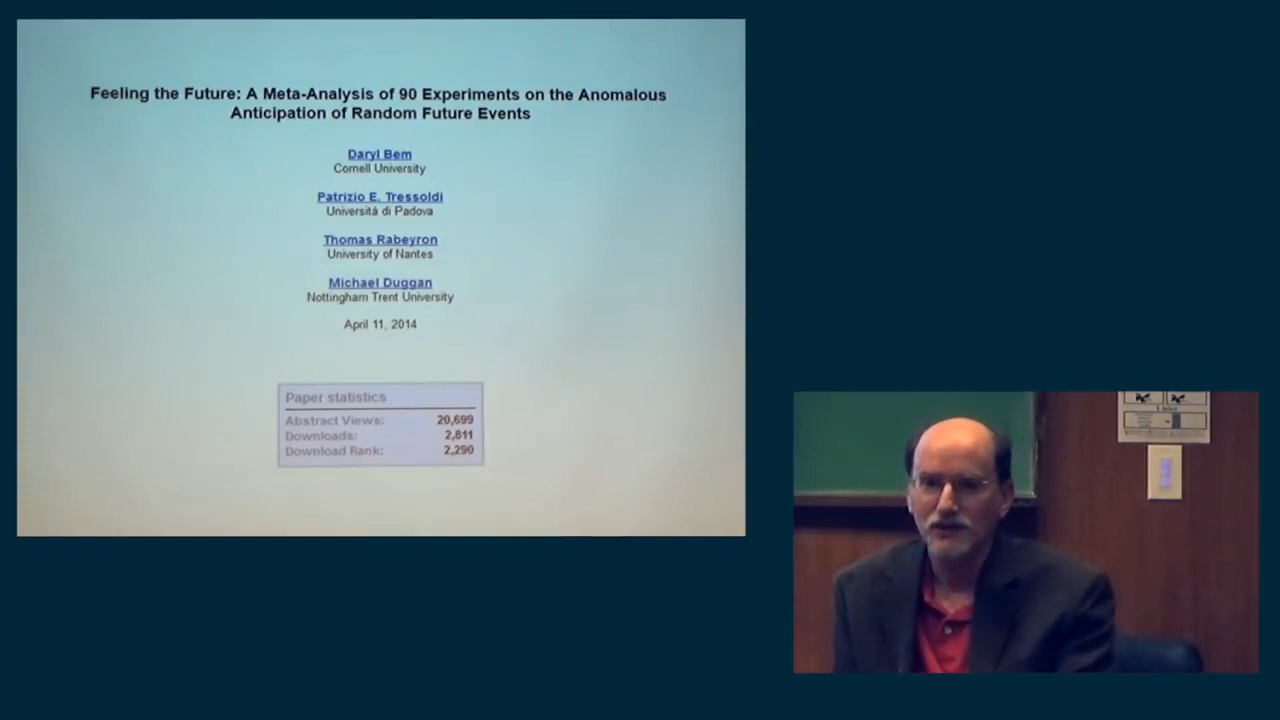 Feeling the Future: A Meta-Analysis of 90 Experiments on the Anomalous
Anticipation of Random Future Events
Daryl Bem
Cornell University
Patrizio E. Tressoldi
Università di Padova
Thomas Rabeyron
University of Nantes
Michael Duggan
Nottingham Trent University
April 11, 2014
Paper statistics
Abstract Views: 20,699
Downloads: 2,811
Download Rank: 2,290